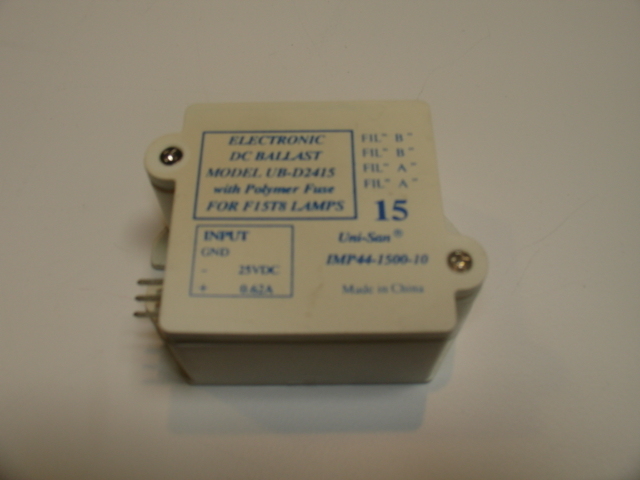 ELECTRONIC
DC BALLAST
MODEL UB-D2415
with Polymer Fuse
FOR F15T8 LAMPS
FIL" B"
FIL" B"
FIL" A"
FIL" A"
15
INPUT
GND
- 25VDC
+ 0.62A
Uni-San®
IMP44-1500-10
Made in China